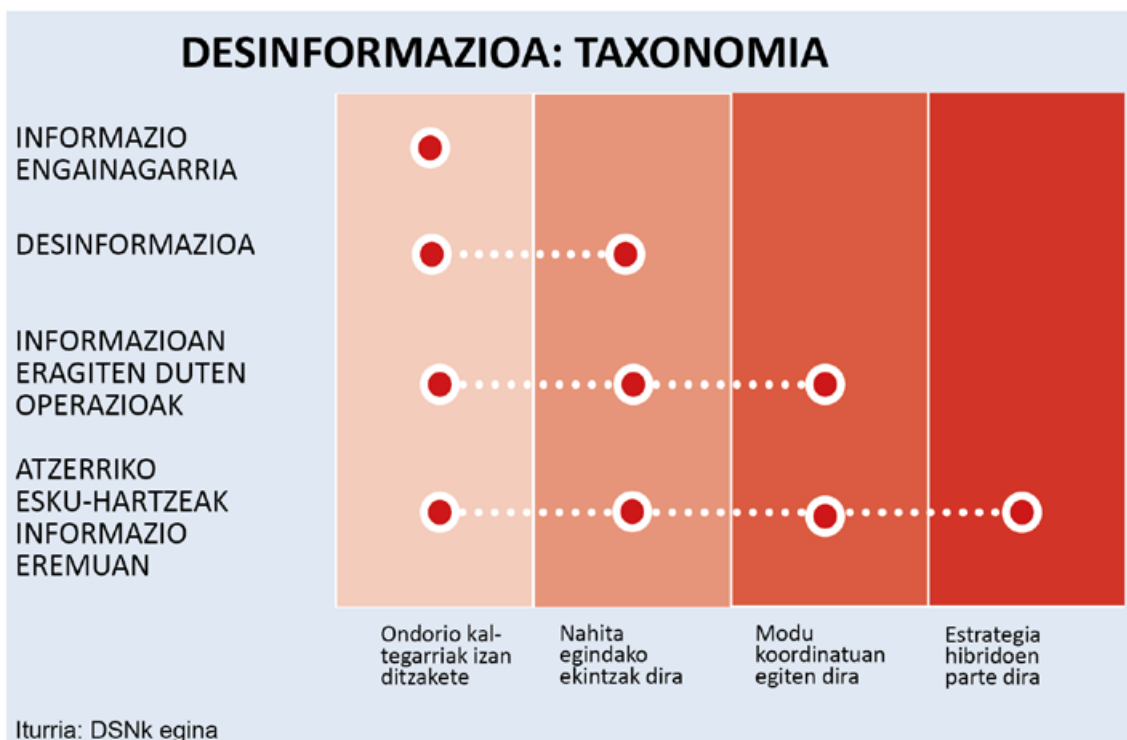 DESINFORMAZIOA: TAXONOMIA
INFORMAZIO
ENGAINAGARRIA
DESINFORMAZIOA
INFORMAZIOAN
ERAGITEN DUTEN
OPERAZIOAK
ATZERRIKO
ESKU-HARTZEAK
INFORMAZIO
EREMUAN
Ondorio kal-
tegarriak izan
ditzakete
Nahita
egindako
ekintzak dira
Modu
koordinatuan
egiten dira
Estrategia
hibridoen
parte dira
Iturria: DSNk egina